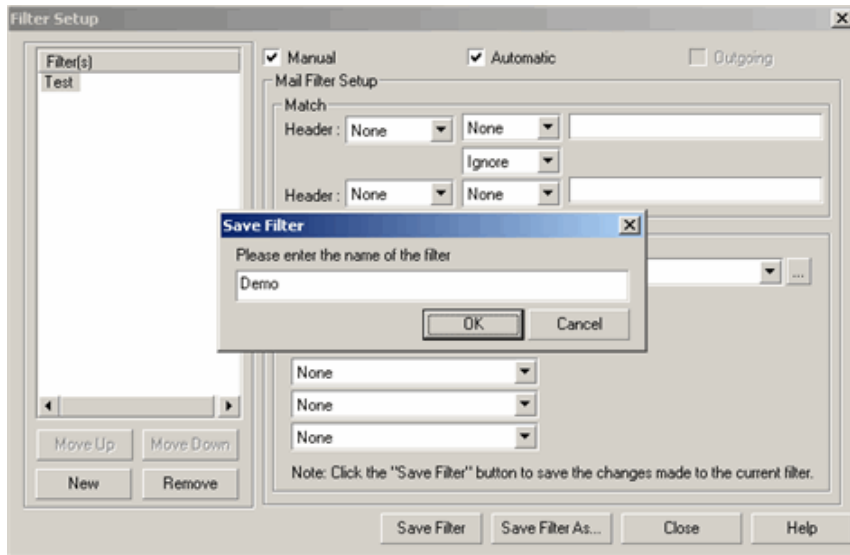 Filter Setup
Filter(s)
Test
Manual Automatic Outgoing
Mail Filter Setup
Match
Header : None None
Ignore
Header : None None
Save Filter
Please enter the name of the filter
Demo
OK Cancel
...
None
None
None
Move Up Move Down
New Remove
Note: Click the "Save Filter" button to save the changes made to the current filter.
Save Filter Save Filter As... Close Help